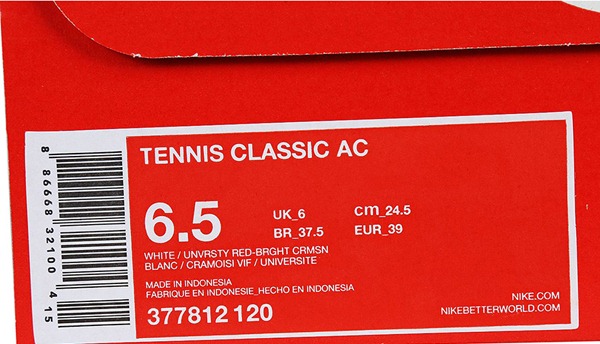 TENNIS CLASSIC AC
6.5
UK_6 cm_24.5
BR_37.5 EUR_39
WHITE / UNVRSTY RED-BRGHT CRMSN
BLANC / CRAMOISI VIF / UNIVERSITE
MADE IN INDONESIA
FABRIQUE EN INDONESIE_HECHO EN INDONESIA
377812 120
NIKE.COM
NIKEBETTERWORLD.COM
8 86668 32100 4 15